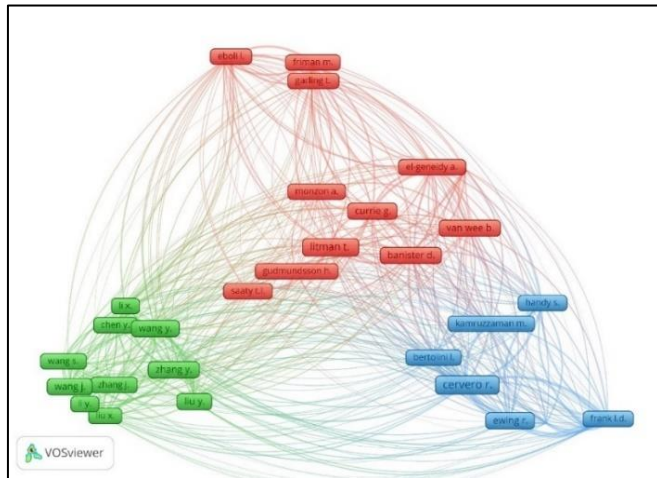 eboli l.
friman m.
garling t.
el-geneidy a.
monzon a.
currie g.
van wee b.
litman t.
banister d.
gudmundsson h.
saaty t.l.
handy s.
li x.
chen y.
wang y.
kamruzzaman m.
bertolini l.
wang s.
zhang y.
wang j.
zhang j.
cervero r.
li y.
liu y.
liu x.
ewing r.
frank l.d.
VOSviewer